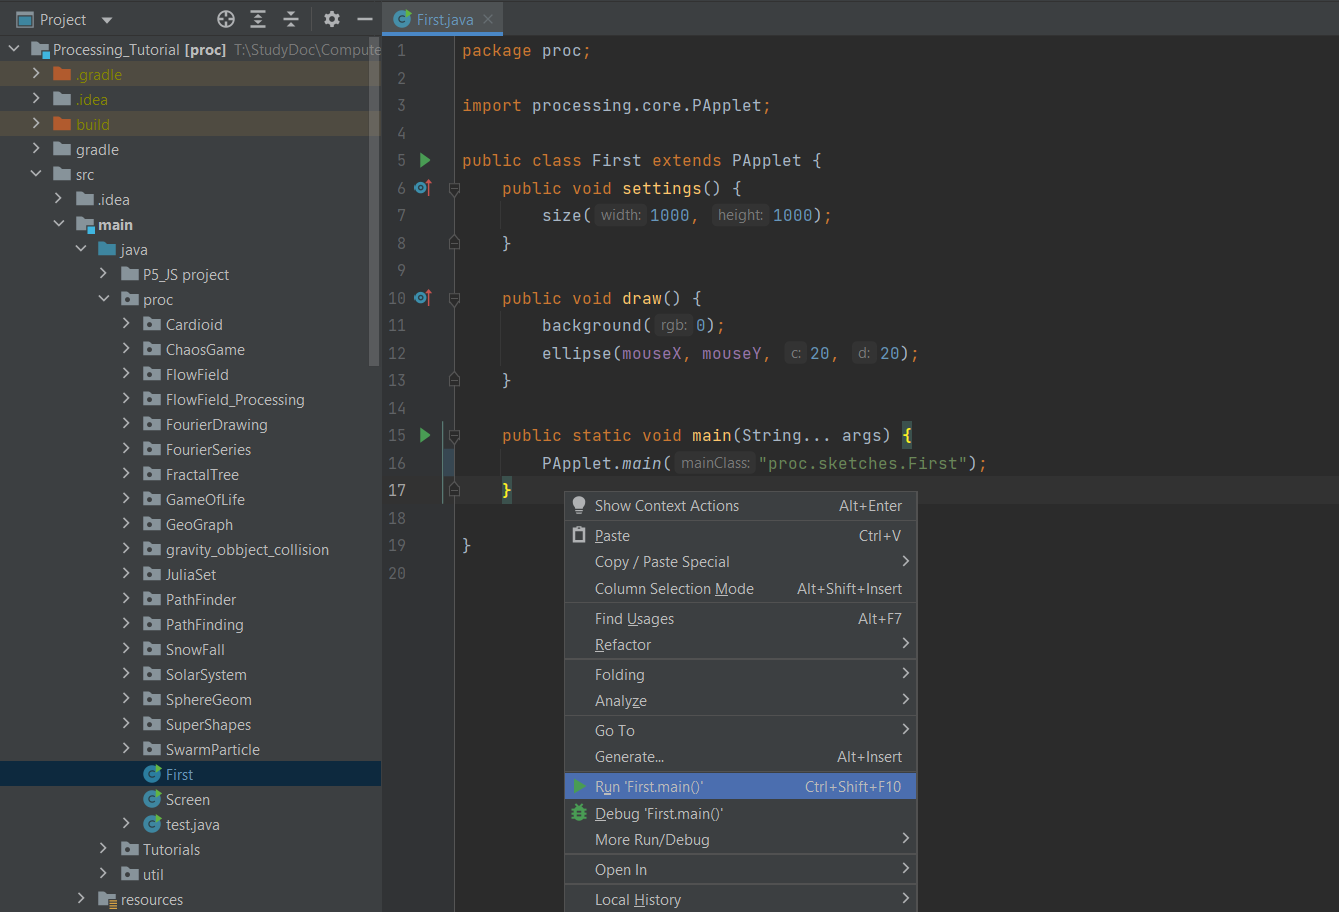 Project
Processing_Tutorial [proc] T:\StudyDoc\Compute
.gradle
.idea
build
gradle
src
.idea
main
java
P5_JS project
proc
Cardioid
ChaosGame
FlowField
FlowField_Processing
FourierDrawing
FourierSeries
FractalTree
GameOfLife
GeoGraph
gravity_obbject_collision
JuliaSet
PathFinder
PathFinding
SnowFall
SolarSystem
SphereGeom
SuperShapes
SwarmParticle
First
Screen
test.java
Tutorials
util
resources
First.java
1 package proc;
2
3 import processing.core.PApplet;
4
5 public class First extends PApplet {
6 public void settings() {
7 size( width: 1000, height: 1000);
8 }
9
10 public void draw() {
11 background( rgb: 0);
12 ellipse(mouseX, mouseY, c: 20, d: 20);
13 }
14
15 public static void main(String... args) {
16 PApplet.main( mainClass: "proc.sketches.First");
17 }
18
19 }
20
Show Context Actions Alt+Enter
Paste Ctrl+V
Copy / Paste Special
Column Selection Mode Alt+Shift+Insert
Find Usages Alt+F7
Refactor
Folding
Analyze
Go To
Generate... Alt+Insert
Run 'First.main()' Ctrl+Shift+F10
Debug 'First.main()'
More Run/Debug
Open In
Local History